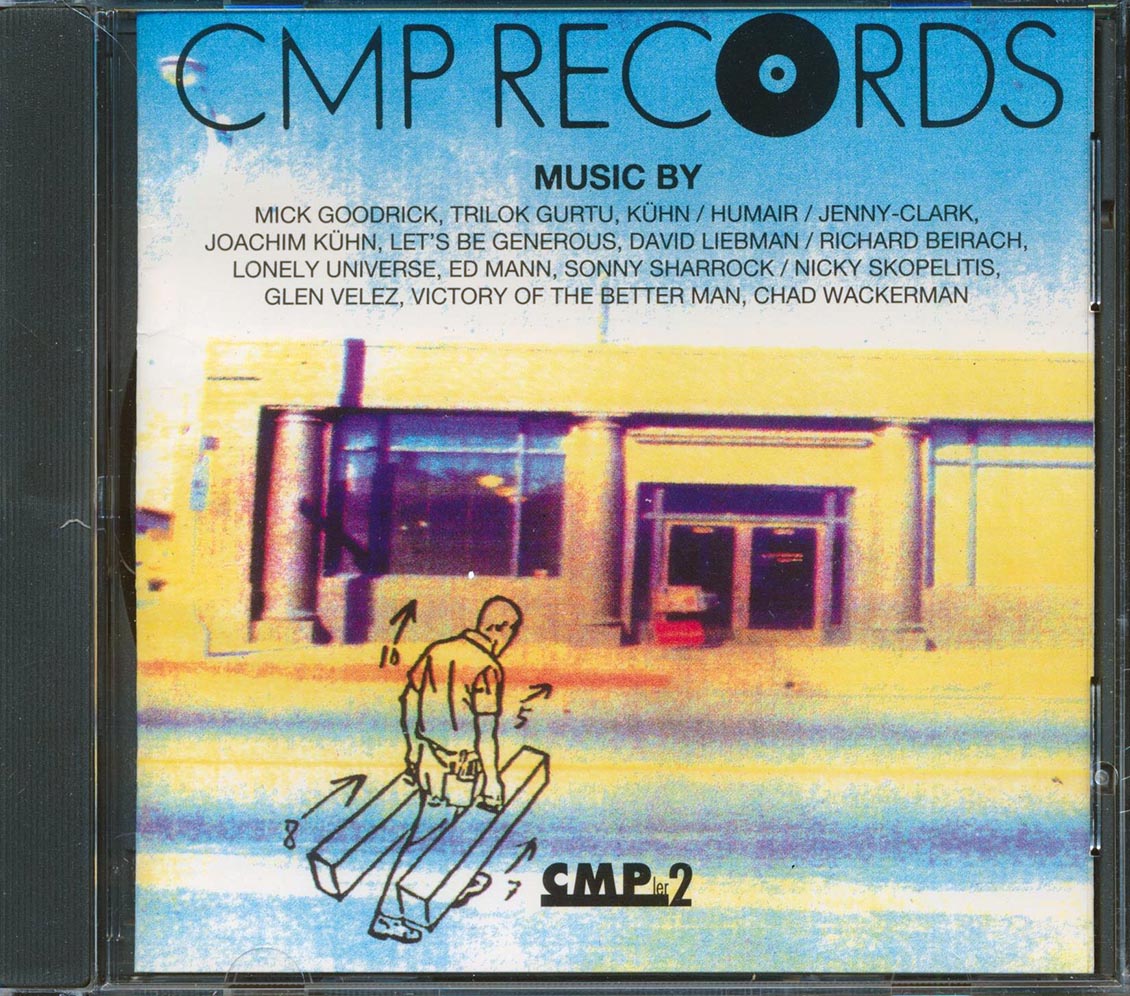 CMP RECORDS
MUSIC BY
MICK GOODRICK, TRILOK GURTU, KÜHN / HUMAIR / JENNY-CLARK,
JOACHIM KÜHN, LET'S BE GENEROUS, DAVID LIEBMAN / RICHARD BEIRACH,
LONELY UNIVERSE, ED MANN, SONNY SHARROCK / NICKY SKOPELITIS,
GLEN VELEZ, VICTORY OF THE BETTER MAN, CHAD WACKERMAN
10
5
8
7
CMPler 2